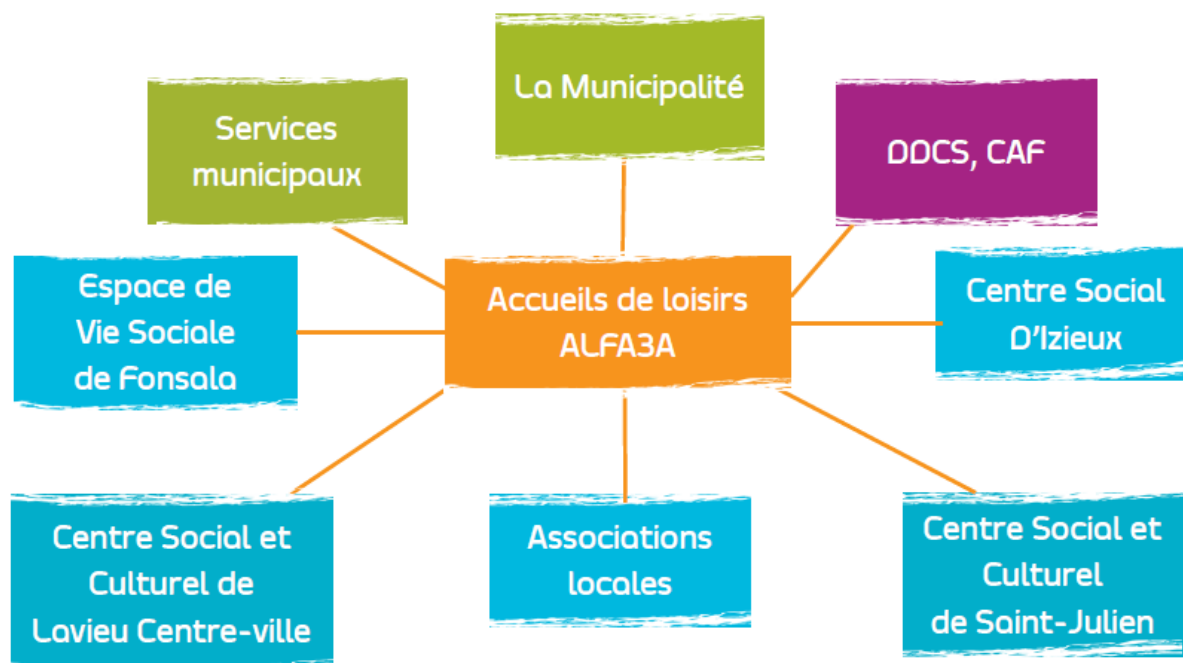 La Municipalité
Services
municipaux
DDCS, CAF
Espace de
Vie Sociale
de Fonsala
Accueils de loisirs
ALFA3A
Centre Social
D'Izieux
Centre Social et
Culturel de
Lavieu Centre-ville
Associations
locales
Centre Social et
Culturel
de Saint-Julien